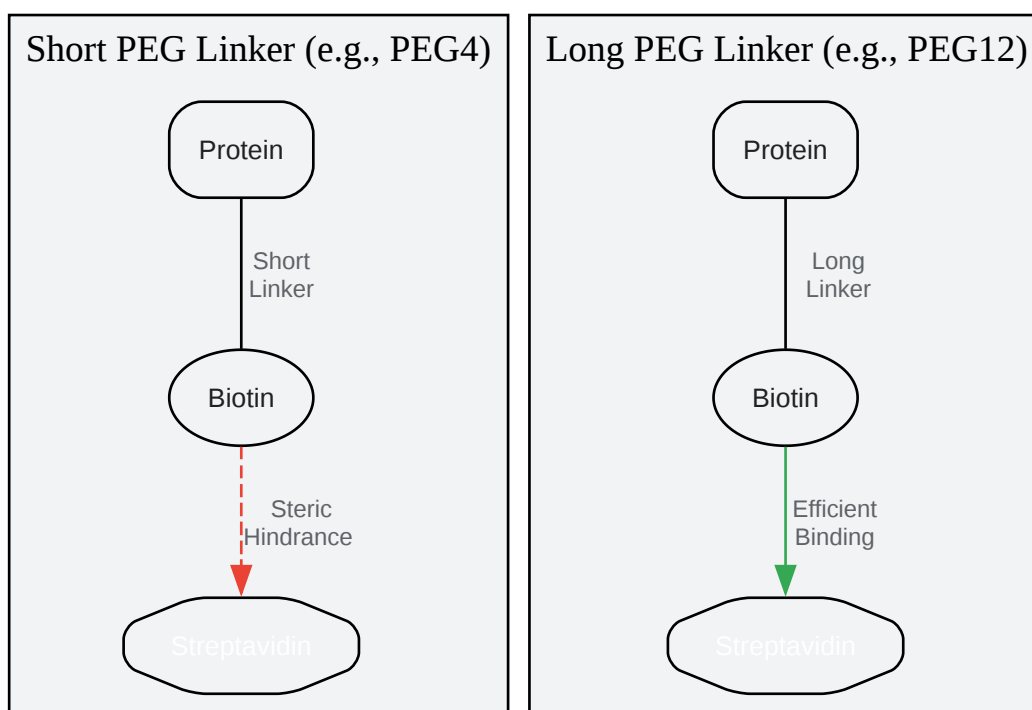 Short PEG Linker (e.g., PEG4)
Protein
Short
Linker
Biotin
Steric
Hindrance
Streptavidin
Long PEG Linker (e.g., PEG12)
Protein
Long
Linker
Biotin
Efficient
Binding
Streptavidin